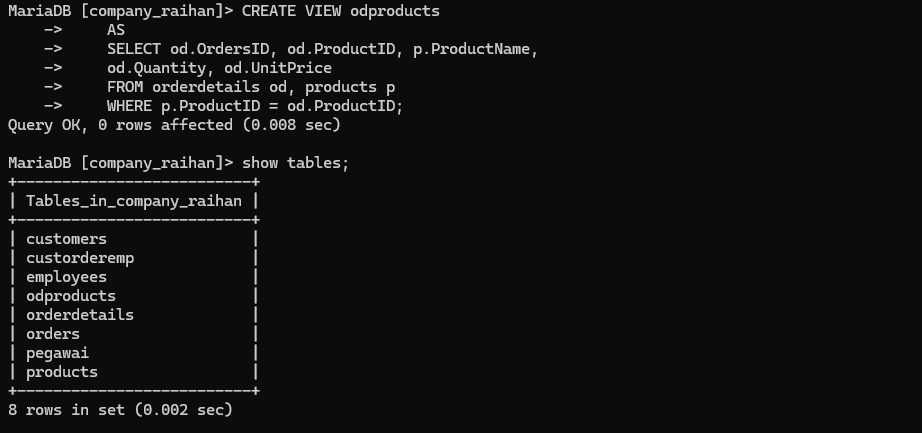 MariaDB [company_raihan]> CREATE VIEW odproducts
    ->     AS
    ->     SELECT od.OrdersID, od.ProductID, p.ProductName,
    ->     od.Quantity, od.UnitPrice
    ->     FROM orderdetails od, products p
    ->     WHERE p.ProductID = od.ProductID;
Query OK, 0 rows affected (0.008 sec)

MariaDB [company_raihan]> show tables;
+--------------------------+
| Tables_in_company_raihan |
+--------------------------+
| customers                |
| custorderemp             |
| employees                |
| odproducts               |
| orderdetails             |
| orders                   |
| pegawai                  |
| products                 |
+--------------------------+
8 rows in set (0.002 sec)